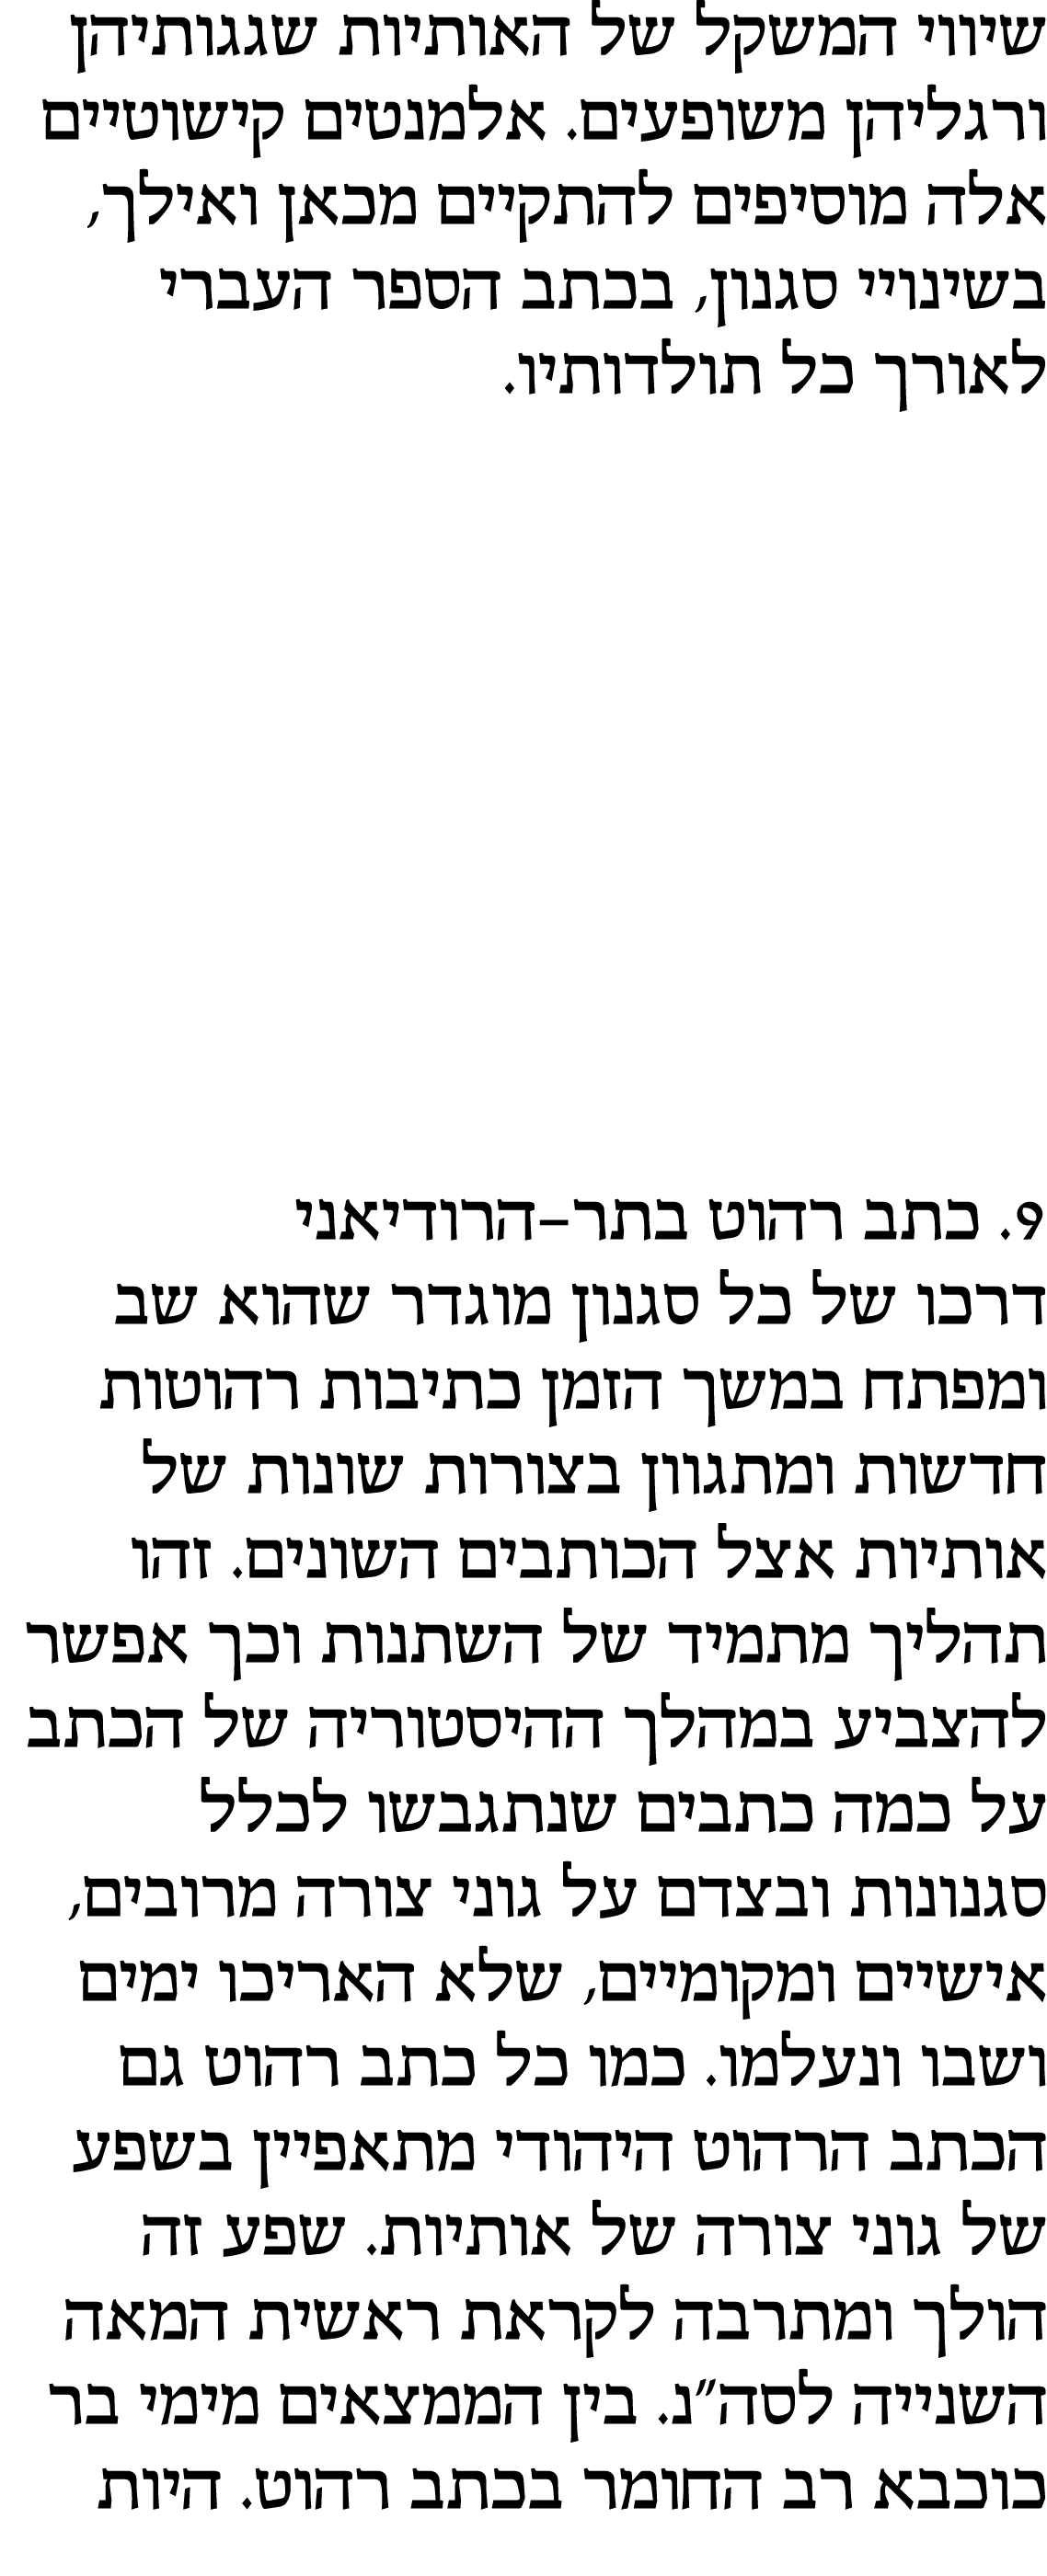 שיווי המשקל של האותיות שגגותיהן
ורגליהן משופעים. אלמנטים קישוטיים
אלה מוסיפים להתקיים מכאן ואילך,
בשינויי סגנון, בכתב הספר העברי
לאורך כל תולדותיו.
9. כתב רהוט בתר-הרודיאני
דרכו של כל סגנון מוגדר שהוא שב
ומפתח במשך הזמן כתיבות רהוטות
חדשות ומתגוון בצורות שונות של
אותיות אצל הכותבים השונים. זהו
תהליך מתמיד של השתנות וכך אפשר
להצביע במהלך ההיסטוריה של הכתב
על כמה כתבים שנתגבשו לכלל
סגנונות ובצדם על גוני צורה מרובים,
אישיים ומקומיים, שלא האריכו ימים
ושבו ונעלמו. כמו כל כתב רהוט גם
הכתב הרהוט היהודי מתאפיין בשפע
של גוני צורה של אותיות. שפע זה
הולך ומתרבה לקראת ראשית המאה
השנייה לסה״נ. בין הממצאים מימי בר
כוכבא רב החומר בכתב רהוט. היות